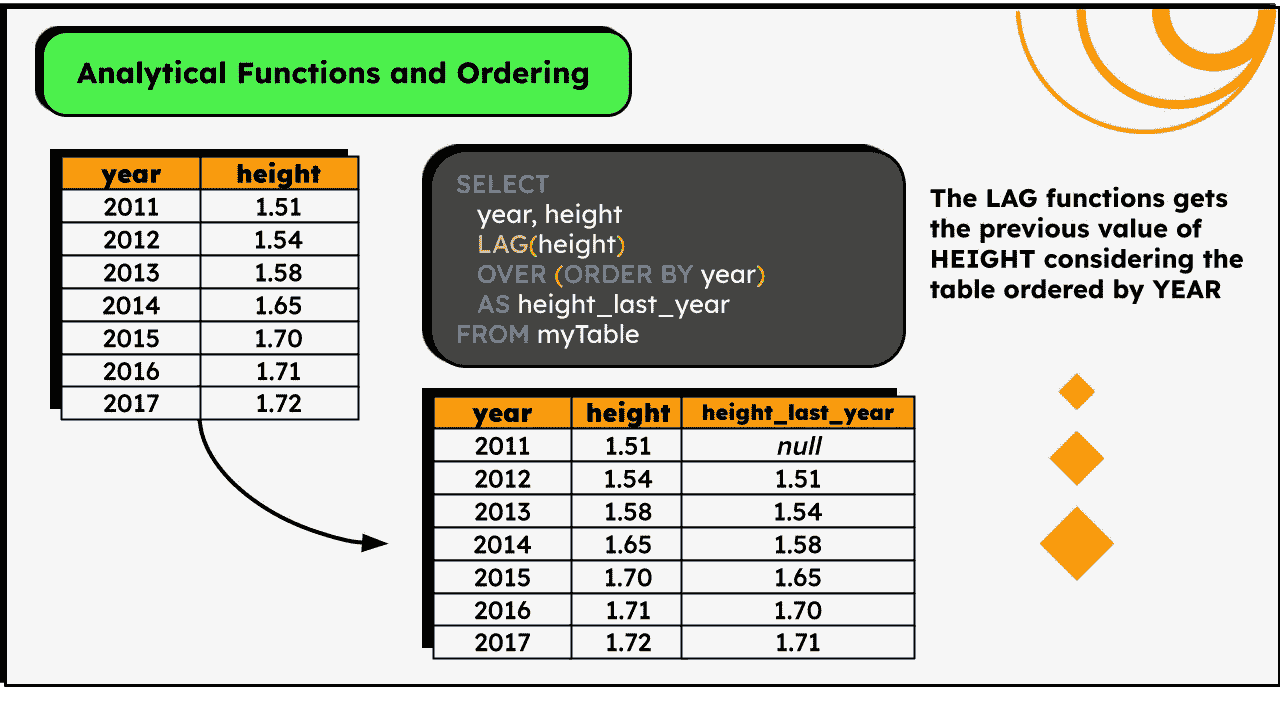 Analytical Functions and Ordering
year height
2011 1.51
2012 1.54
2013 1.58
2014 1.65
2015 1.70
2016 1.71
2017 1.72
SELECT
year, height
LAG(height)
OVER (ORDER BY year)
AS height_last_year
FROM myTable
The LAG functions gets
the previous value of
HEIGHT considering the
table ordered by YEAR
year height height_last_year
2011 1.51 null
2012 1.54 1.51
2013 1.58 1.54
2014 1.65 1.58
2015 1.70 1.65
2016 1.71 1.70
2017 1.72 1.71